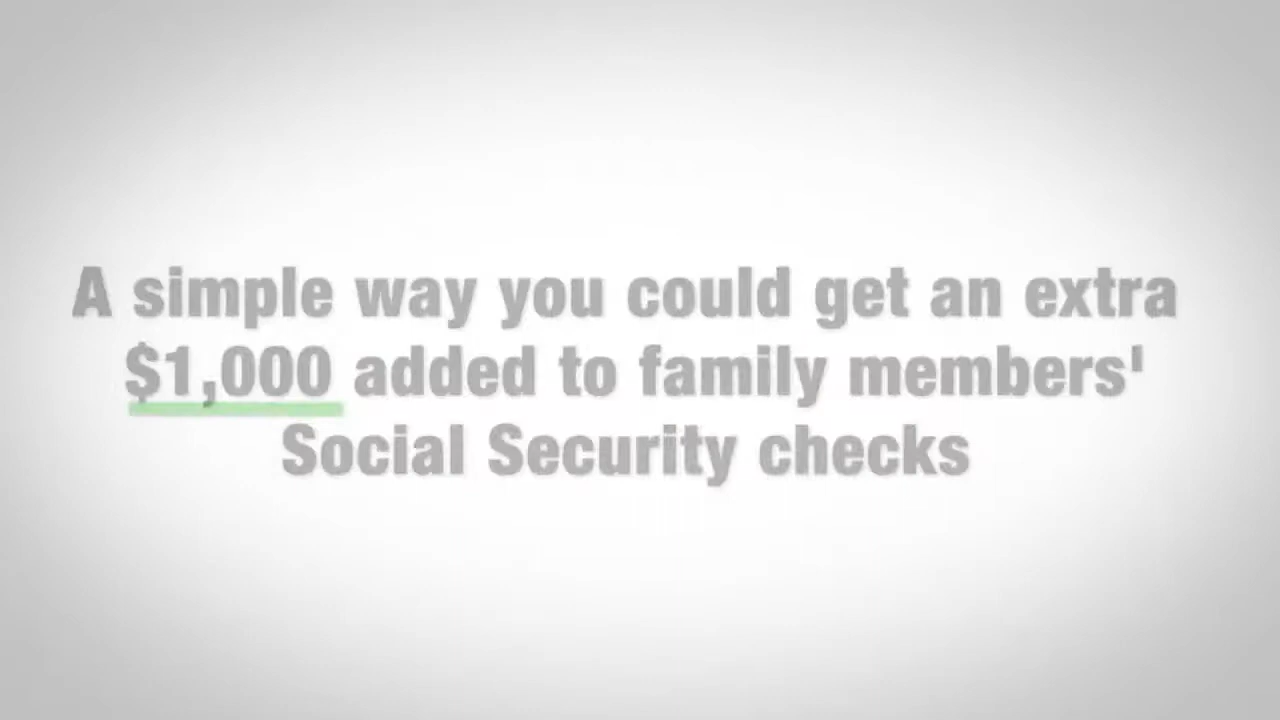 A simple way you could get an extra
$1,000 added to family members'
Social Security checks